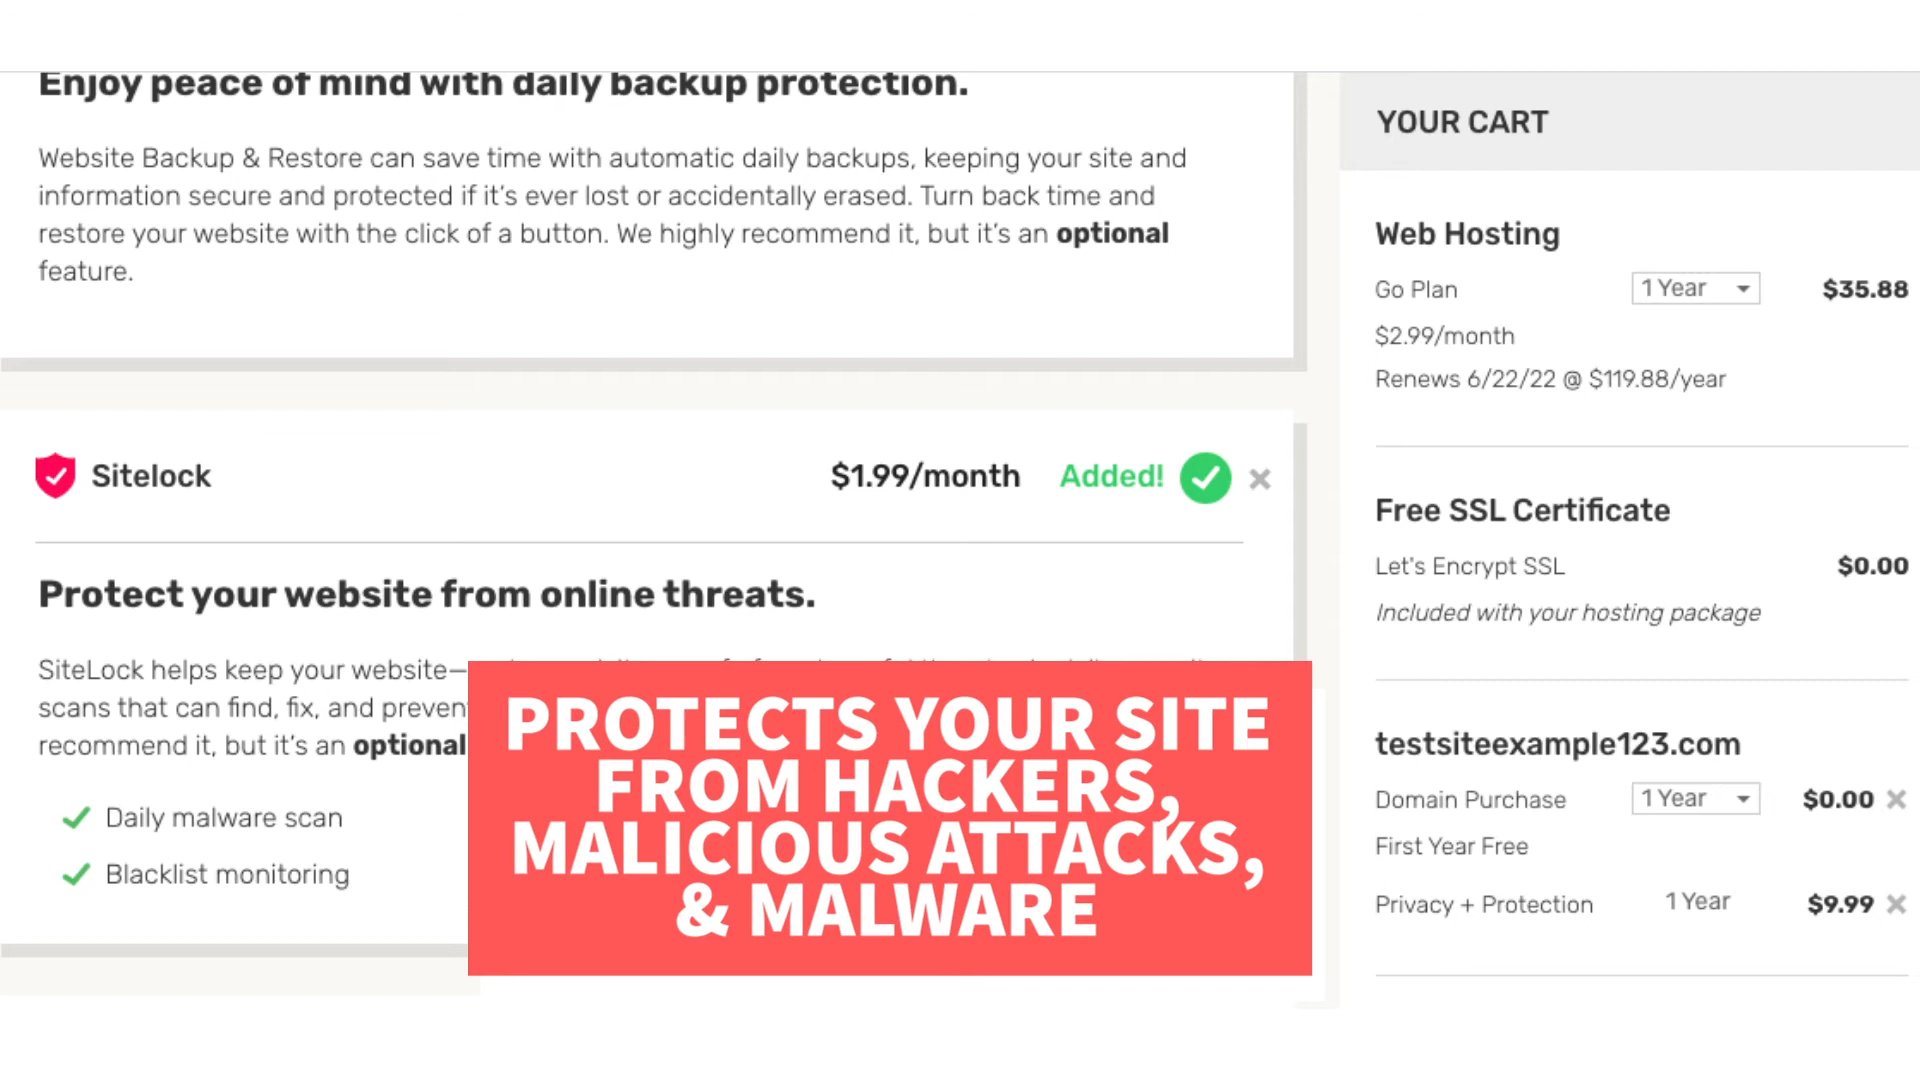 Enjoy peace of mind with daily backup protection.
Website Backup & Restore can save time with automatic daily backups, keeping your site and
information secure and protected if it's ever lost or accidentally erased. Turn back time and
restore your website with the click of a button. We highly recommend it, but it's an optional
feature.
Sitelock
$1.99/month
Added!
Protect your website from online threats.
SiteLock helps keep your website—
scans that can find, fix, and preven
recommend it, but it's an optional
Daily malware scan
Blacklist monitoring
PROTECTS YOUR SITE
FROM HACKERS,
MALICIOUS ATTACKS,
& MALWARE
YOUR CART
Web Hosting
Go Plan 1 Year $35.88
$2.99/month
Renews 6/22/22 @ $119.88/year
Free SSL Certificate
Let's Encrypt SSL $0.00
Included with your hosting package
testsiteexample123.com
Domain Purchase 1 Year $0.00
First Year Free
Privacy + Protection 1 Year $9.99